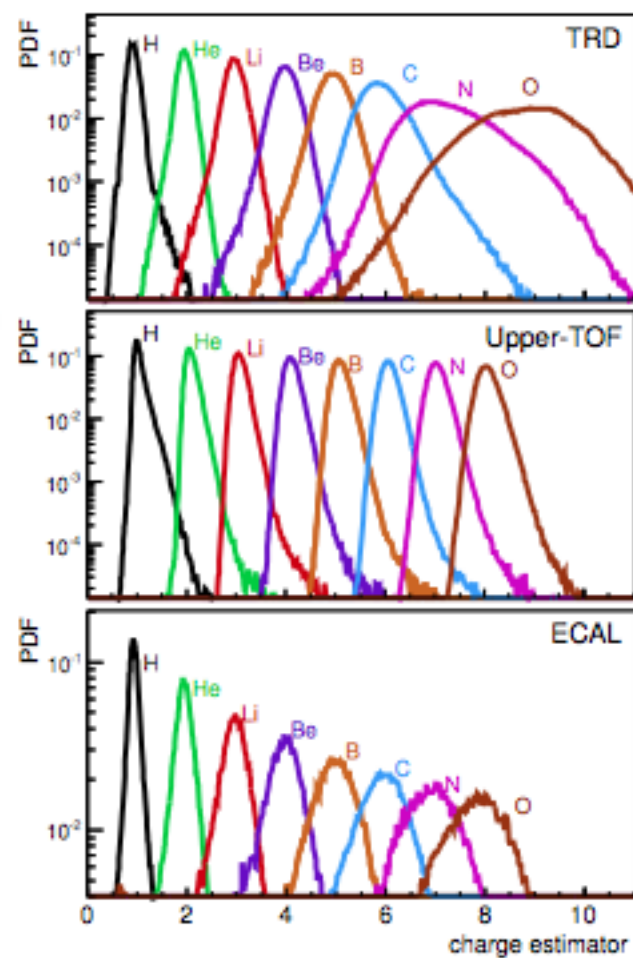 PDF
TRD
H He Li Be B C N O
10⁻¹
10⁻²
10⁻³
10⁻⁴
PDF
Upper-TOF
H He Li Be B C N O
10⁻¹
10⁻²
10⁻³
10⁻⁴
PDF
ECAL
H He Li Be B C N O
10⁻¹
10⁻²
0 2 4 6 8 10
charge estimator